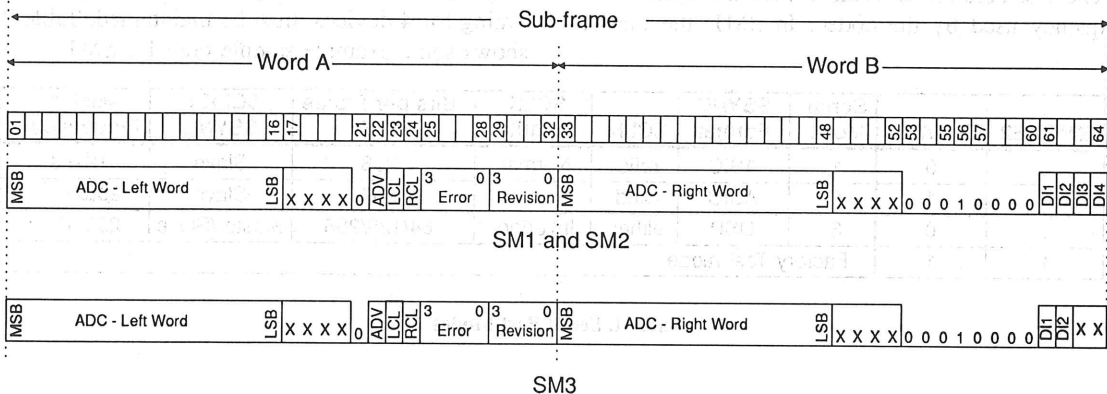 Sub-frame
Word A Word B
01 16 17 21 22 23 24 25 28 29 32 33 48 52 53 55 56 57 60 61 64
MSB ADC - Left Word LSB X X X X 0 ADV LCL RCL 3 0 Error 3 0 Revision MSB ADC - Right Word LSB X X X X 0 0 0 1 0 0 0 0 DI1 DI2 DI3 DI4
SM1 and SM2
MSB ADC - Left Word LSB X X X X 0 ADV LCL RCL 3 0 Error 3 0 Revision MSB ADC - Right Word LSB X X X X 0 0 0 1 0 0 0 0 DI1 DI2 X X
SM3